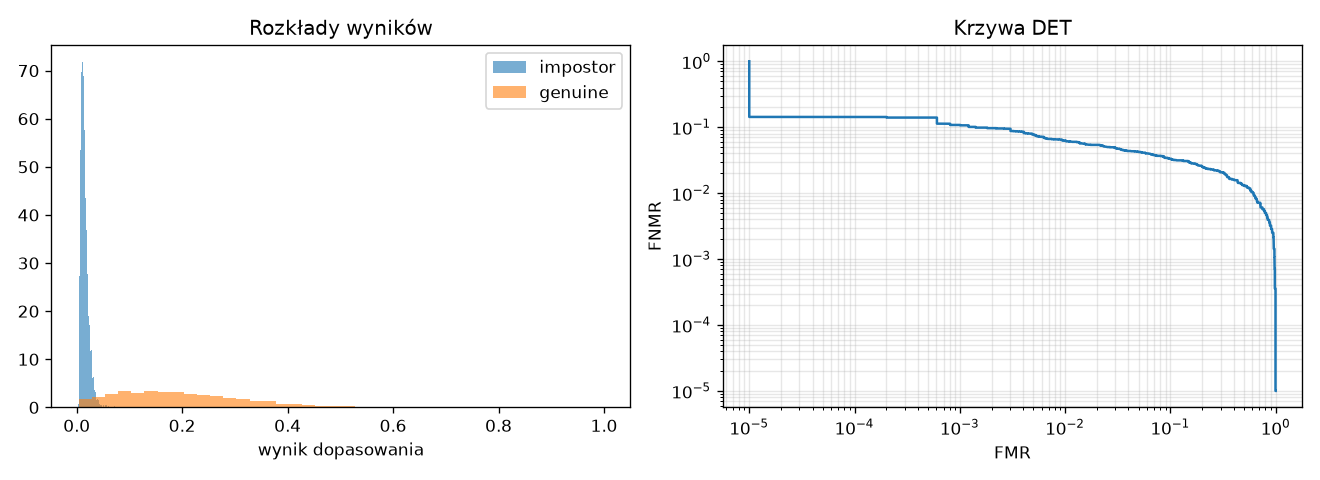 Rozkłady wyników
impostor
genuine
70
60
50
40
30
20
10
0
0.0 0.2 0.4 0.6 0.8 1.0
wynik dopasowania
Krzywa DET
10⁰
10⁻¹
10⁻²
10⁻³
10⁻⁴
10⁻⁵
FNMR
10⁻⁵ 10⁻⁴ 10⁻³ 10⁻² 10⁻¹ 10⁰
FMR